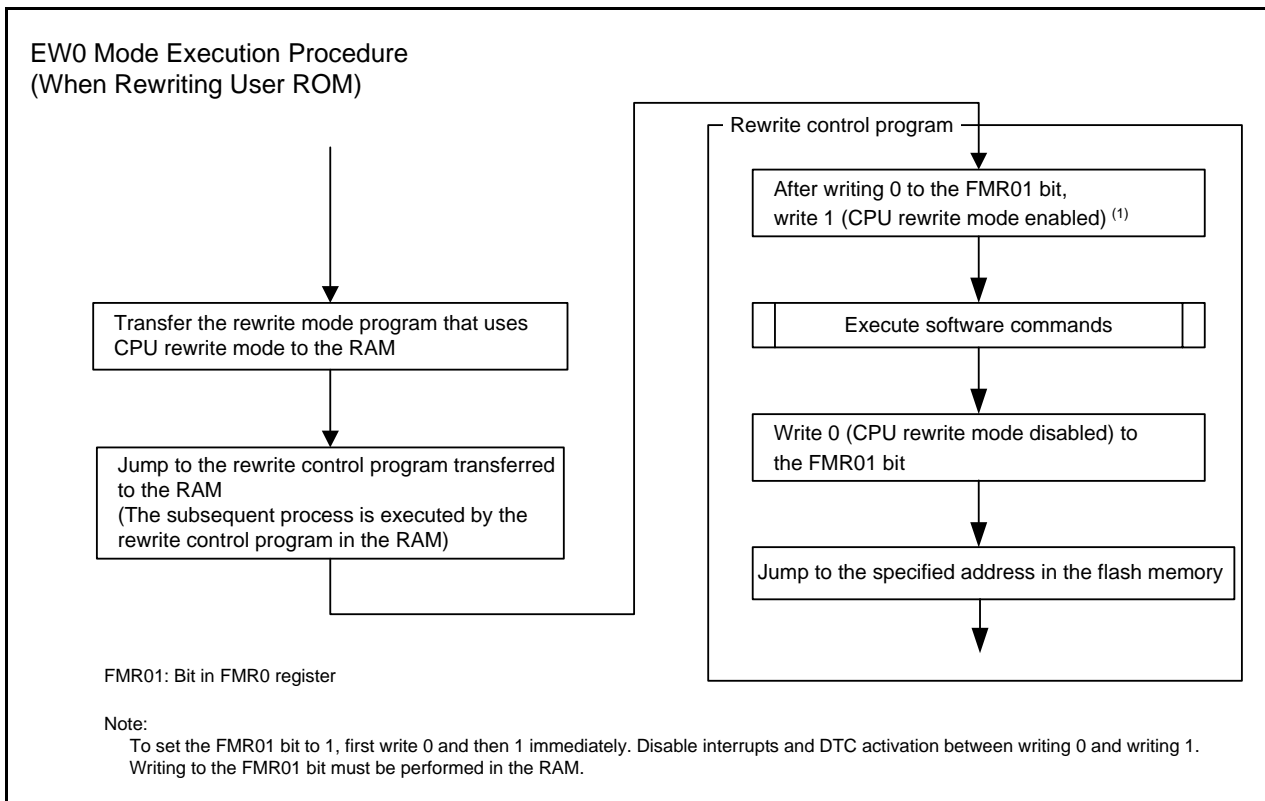 EW0 Mode Execution Procedure
(When Rewriting User ROM)
Transfer the rewrite mode program that uses
CPU rewrite mode to the RAM
Jump to the rewrite control program transferred
to the RAM
(The subsequent process is executed by the
rewrite control program in the RAM)
Rewrite control program
After writing 0 to the FMR01 bit,
write 1 (CPU rewrite mode enabled) (1)
Execute software commands
Write 0 (CPU rewrite mode disabled) to
the FMR01 bit
Jump to the specified address in the flash memory
FMR01: Bit in FMR0 register
Note:
To set the FMR01 bit to 1, first write 0 and then 1 immediately. Disable interrupts and DTC activation between writing 0 and writing 1.
Writing to the FMR01 bit must be performed in the RAM.